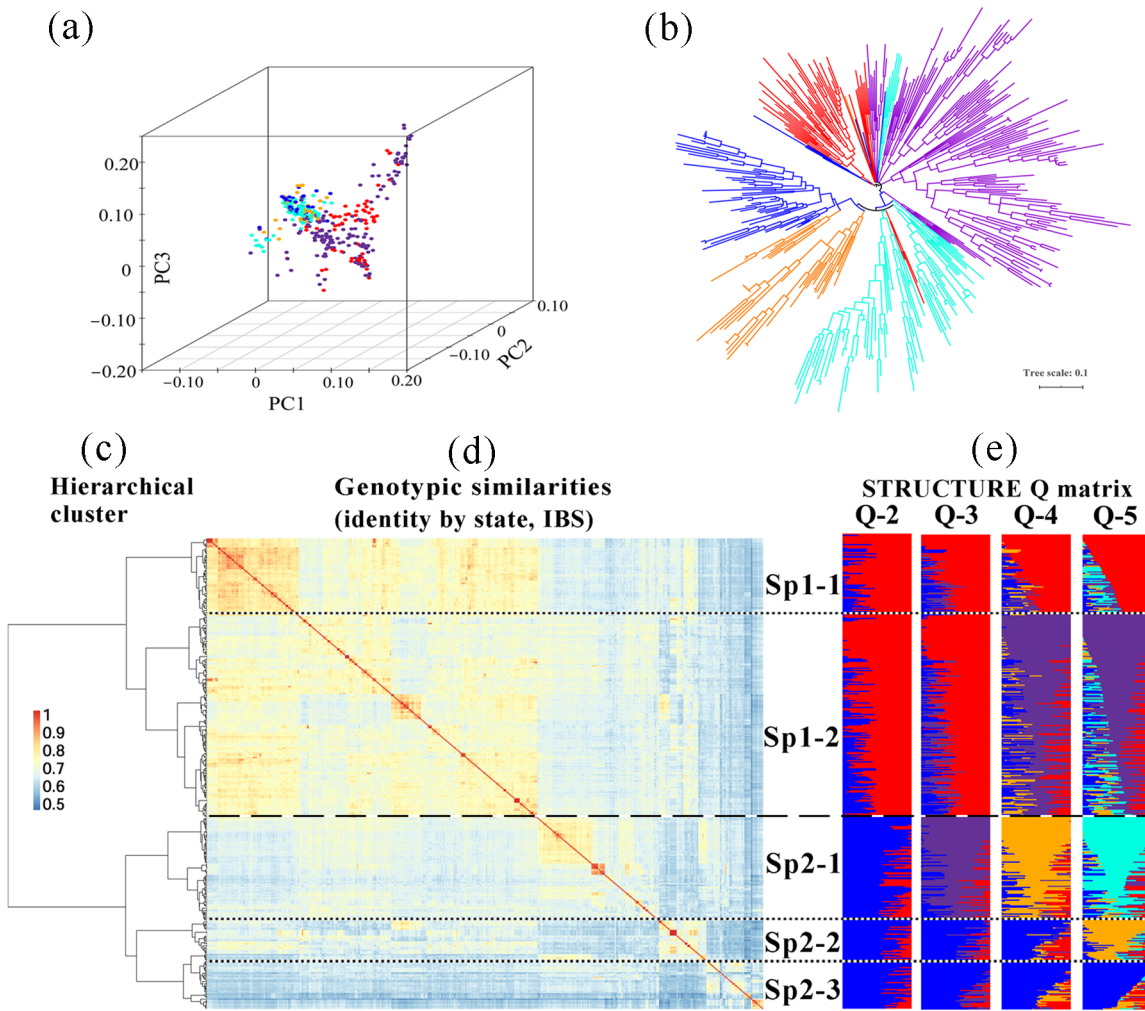 (a)
0.20
0.10
0
−0.10
−0.20
PC3
−0.10
0
0.10
0.20
PC1
−0.10
0
0.10
PC2
(b)
Tree scale: 0.1
(c)
Hierarchical
cluster
1
0.9
0.8
0.7
0.6
0.5
(d)
Genotypic similarities
(identity by state, IBS)
Sp1-1
Sp1-2
Sp2-1
Sp2-2
Sp2-3
(e)
STRUCTURE Q matrix
Q-2 Q-3 Q-4 Q-5